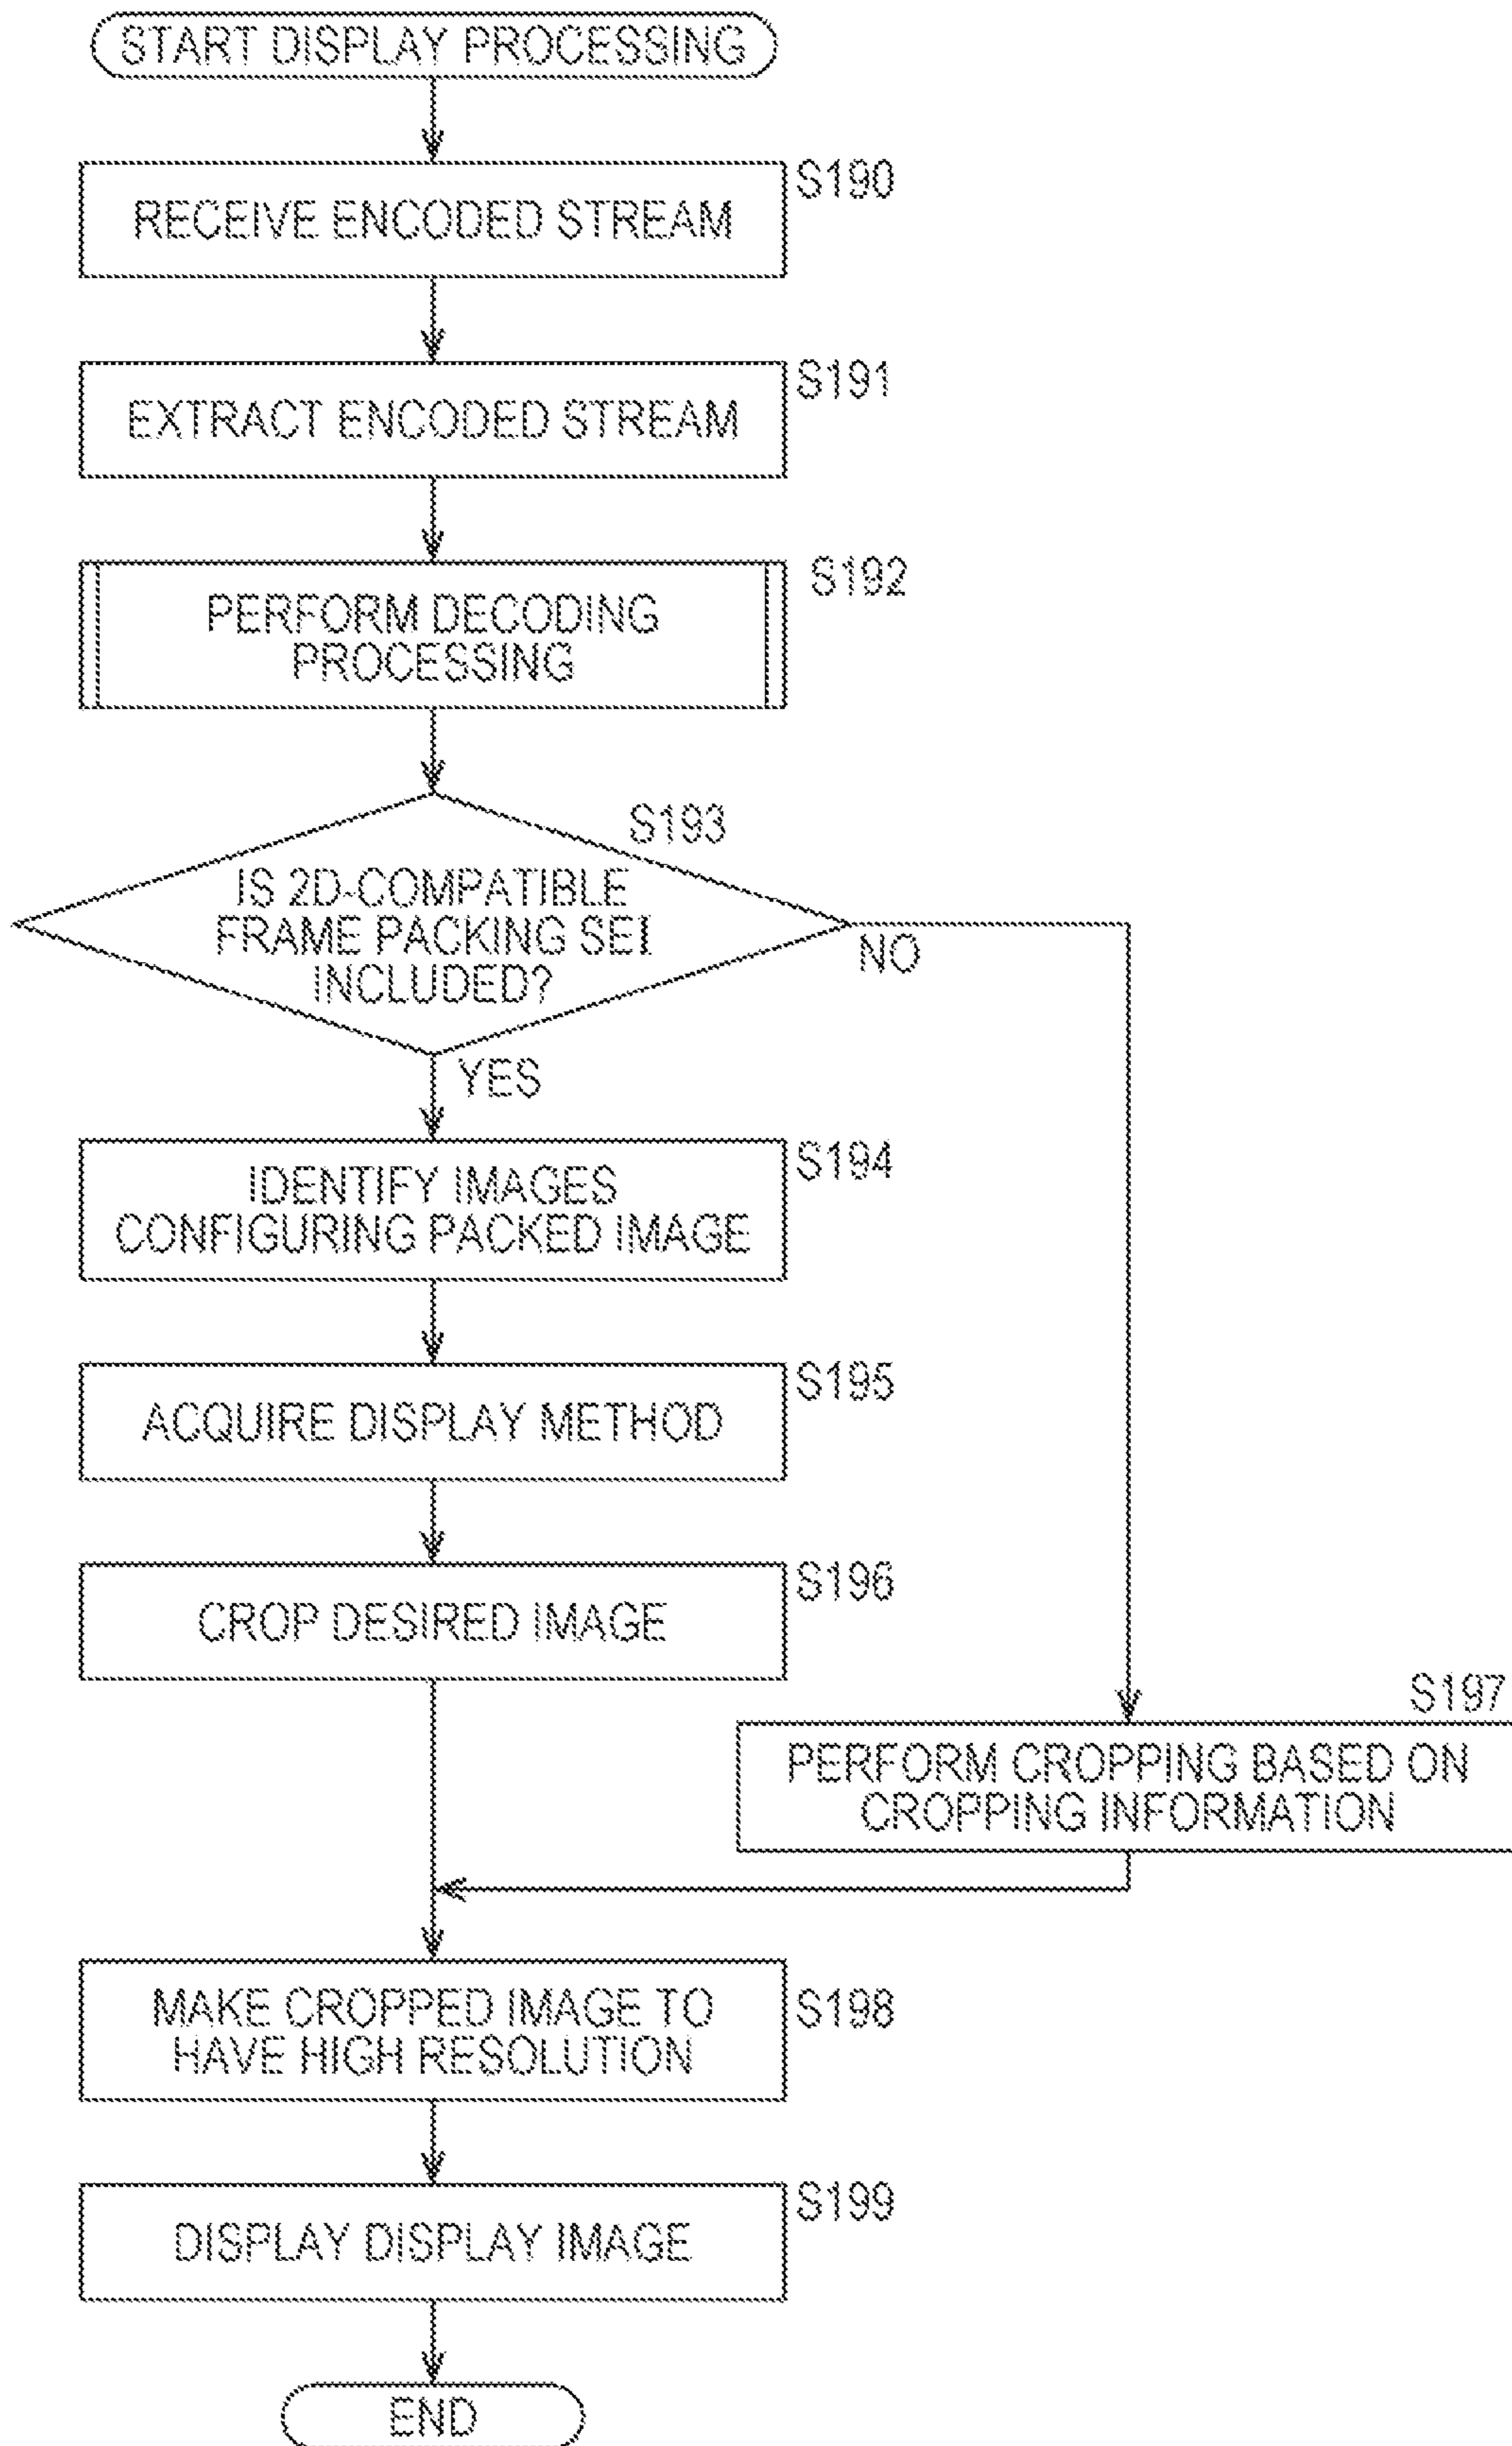 START DISPLAY PROCESSING
S190
RECEIVE ENCODED STREAM
S191
EXTRACT ENCODED STREAM
S192
PERFORM DECODING
PROCESSING
S193
IS 2D-COMPATIBLE
FRAME PACKING SEI
INCLUDED?
NO
YES
S194
IDENTIFY IMAGES
CONFIGURING PACKED IMAGE
S195
ACQUIRE DISPLAY METHOD
S196
CROP DESIRED IMAGE
S197
PERFORM CROPPING BASED ON
CROPPING INFORMATION
S198
MAKE CROPPED IMAGE TO
HAVE HIGH RESOLUTION
S199
DISPLAY DISPLAY IMAGE
END